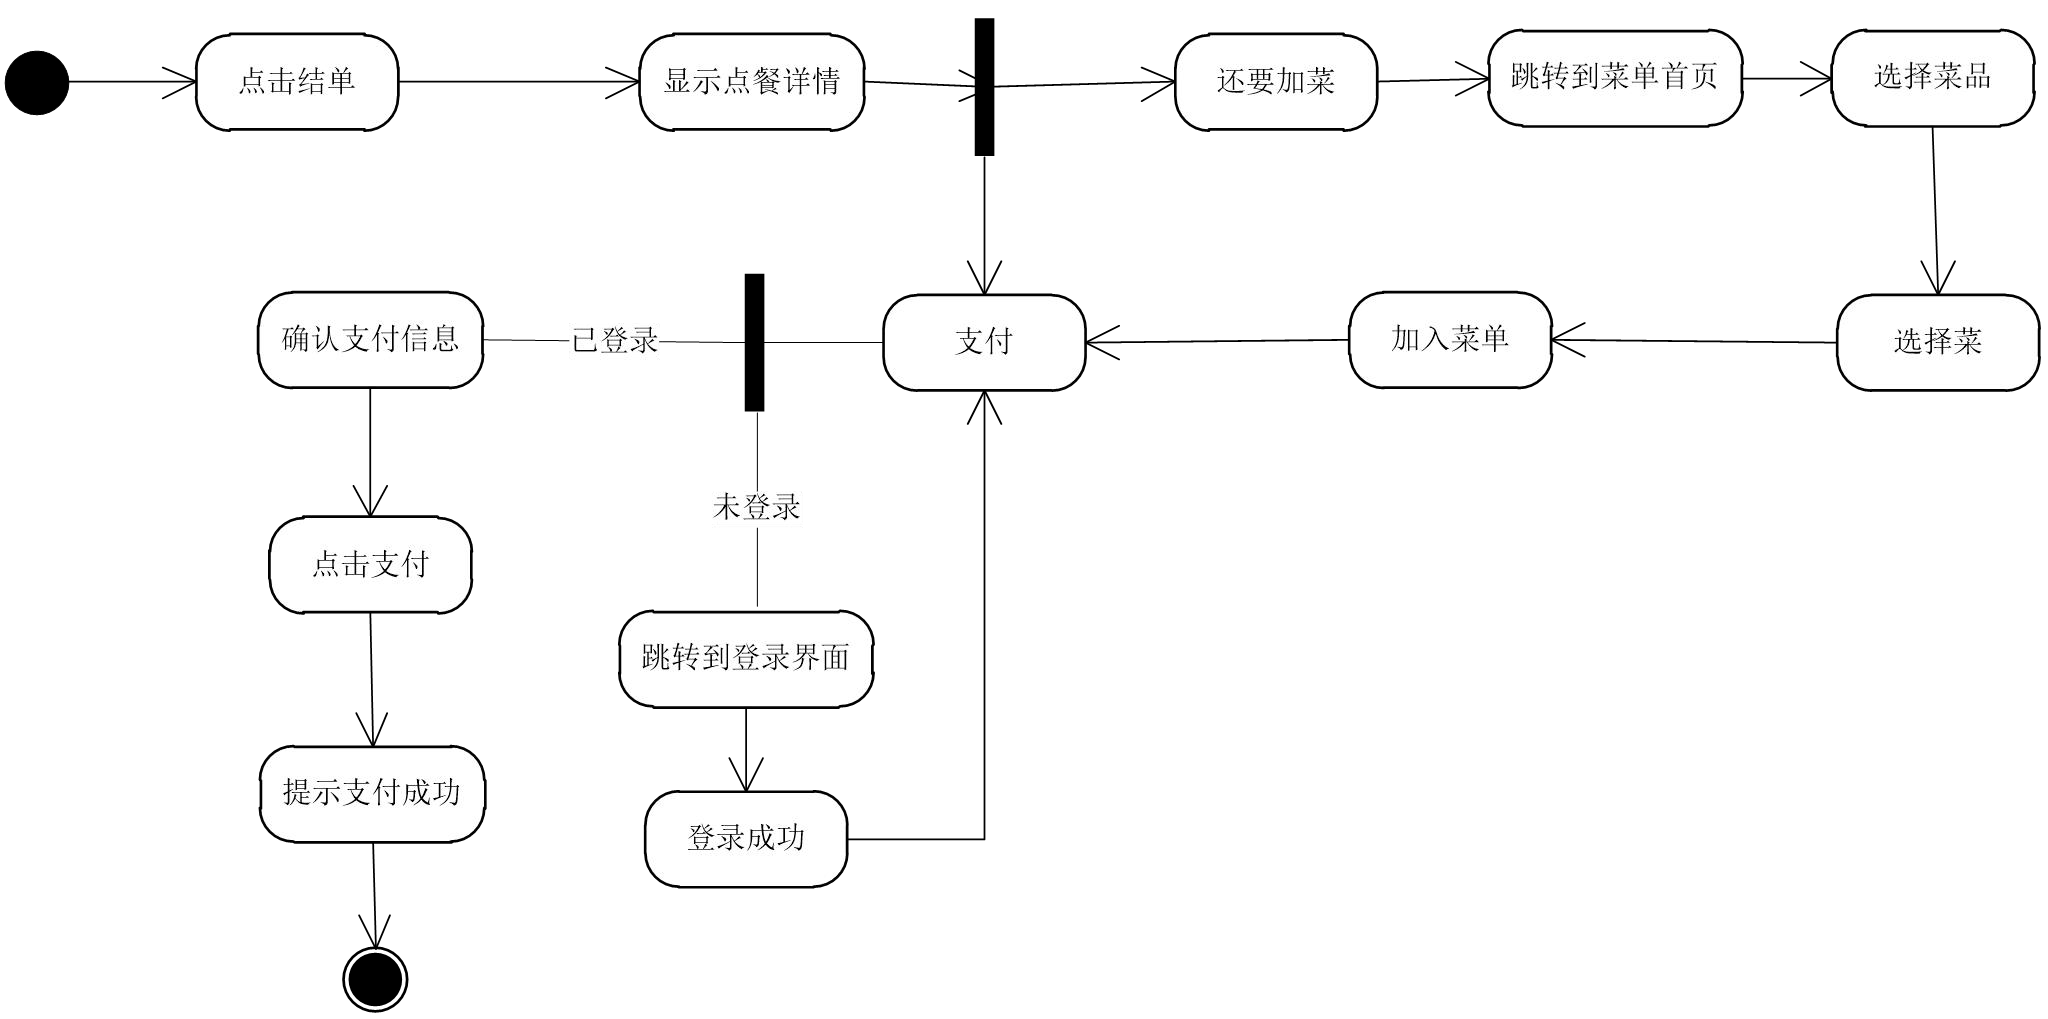 点击结单
显示点餐详情
还要加菜
跳转到菜单首页
选择菜品
确认支付信息
已登录
支付
加入菜单
选择菜
未登录
点击支付
跳转到登录界面
提示支付成功
登录成功